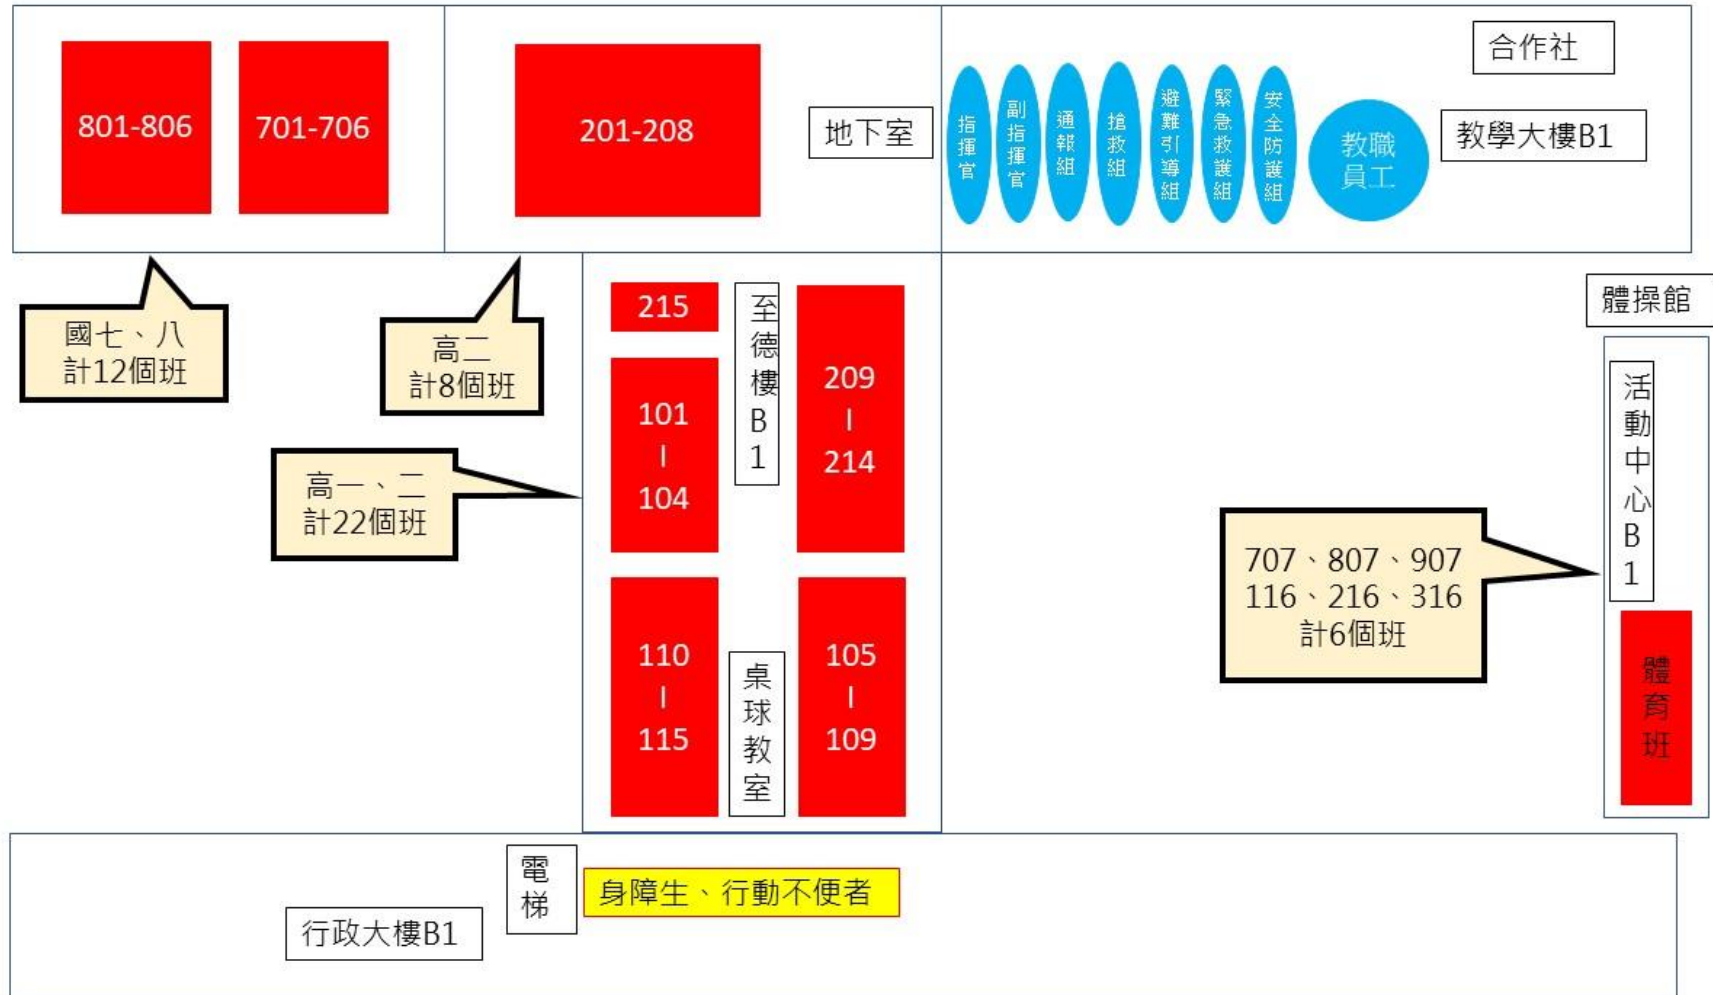 801-806
701-706
201-208
地下室
指揮官
副指揮官
通報組
搶救組
避難引導組
緊急救護組
安全防護組
教職
員工
合作社
教學大樓B1
國七、八
計12個班
高二
計8個班
高一、二
計22個班
215
101
|
104
至德樓B1
209
|
214
110
|
115
桌球教室
105
|
109
體操館
活動中心B1
707、807、907
116、216、316
計6個班
體育班
電梯
身障生、行動不便者
行政大樓B1